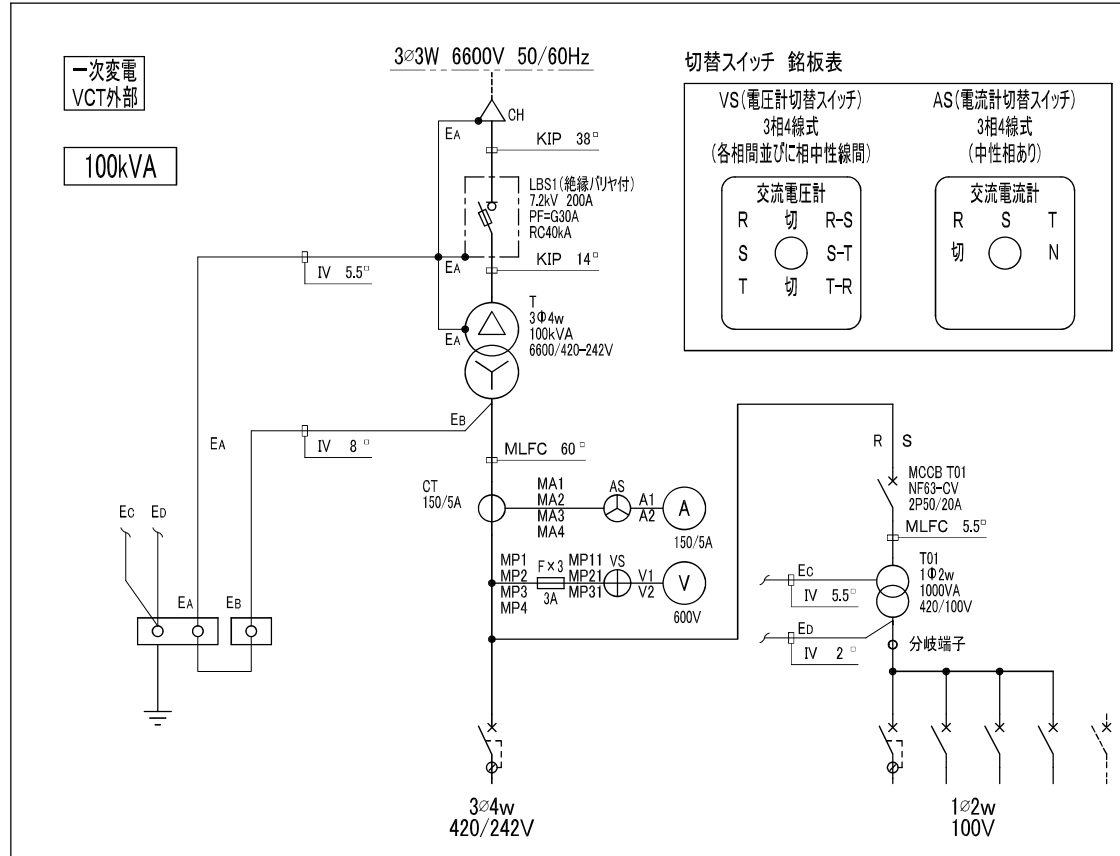 一次変電
VCT外部
100kVA
3∅3W 6600V 50/60Hz
CH
EA
KIP 38□
LBS1(絶縁バリヤ付)
7.2kV 200A
PF=G30A
RC40kA
EA
KIP 14□
IV 5.5□
T
3Φ4w
100kVA
6600/420-242V
EA
EB
IV 8□
EA
MLFC 60□
CT
150/5A
MA1
MA2
MA3
MA4
AS
A1
A2
A
150/5A
MP1
MP2
MP3
MP4
F×3
3A
MP11
MP21
MP31
VS
V1
V2
V
600V
EC
ED
EA
EB
3∅4w
420/242V
切替スイッチ 銘板表
VS(電圧計切替スイッチ)
3相4線式
(各相間並びに相中性線間)
交流電圧計
R 切 R-S
S S-T
T 切 T-R
AS(電流計切替スイッチ)
3相4線式
(中性相あり)
交流電流計
R S T
切 N
R S
MCCB T01
NF63-CV
2P50/20A
MLFC 5.5□
T01
1Φ2w
1000VA
420/100V
EC
IV 5.5□
ED
IV 2□
分岐端子
1∅2w
100V